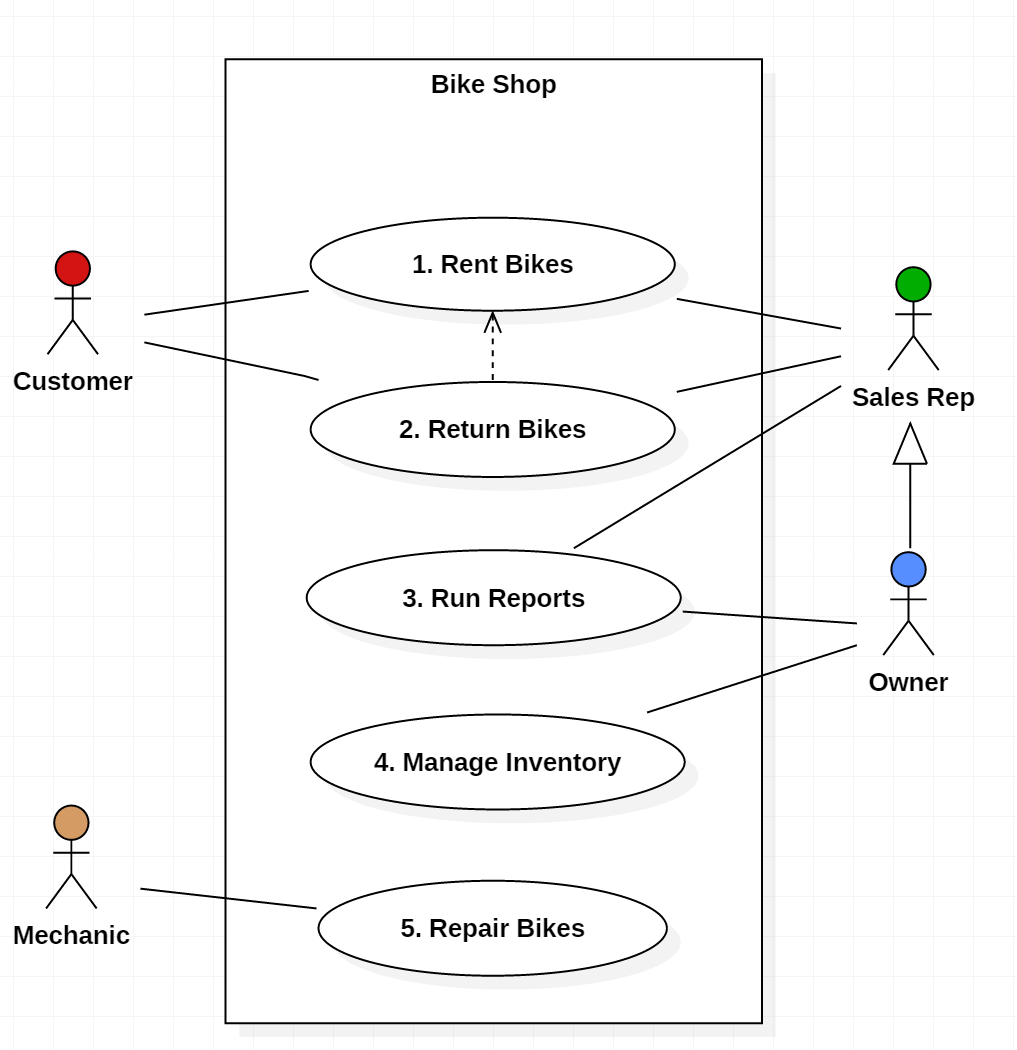 Bike Shop
1. Rent Bikes
Customer
Sales Rep
2. Return Bikes
3. Run Reports
Owner
4. Manage Inventory
Mechanic
5. Repair Bikes